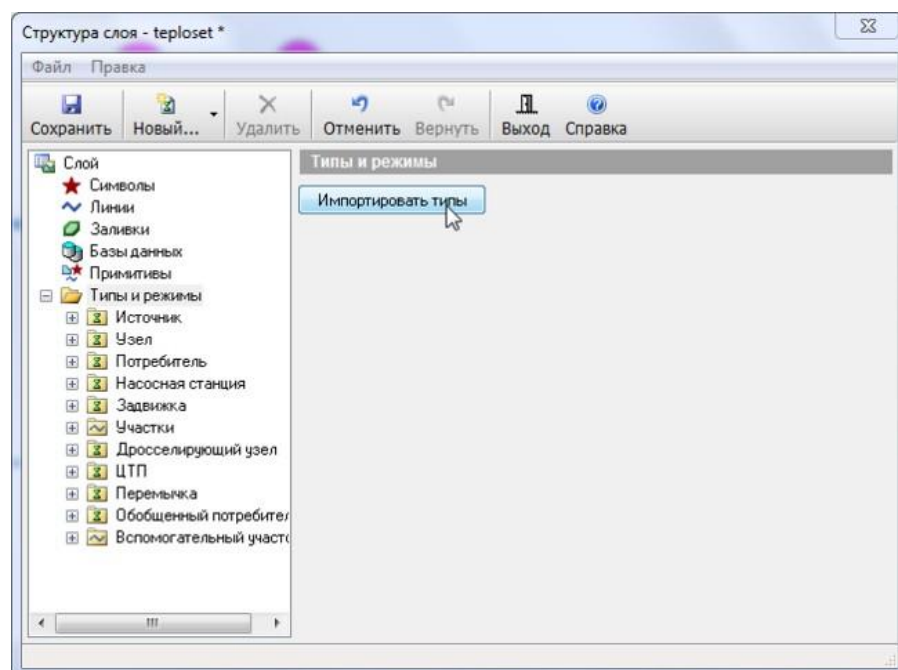 Структура слоя - teploset *
Файл Правка
Сохранить Новый... Удалить Отменить Вернуть Выход Справка
Слой
Символы
Линии
Заливки
Базы данных
Примитивы
Типы и режимы
Источник
Узел
Потребитель
Насосная станция
Задвижка
Участки
Дросселирующий узел
ЦТП
Перемычка
Обобщенный потребител
Вспомогательный участо
Типы и режимы
Импортировать типы